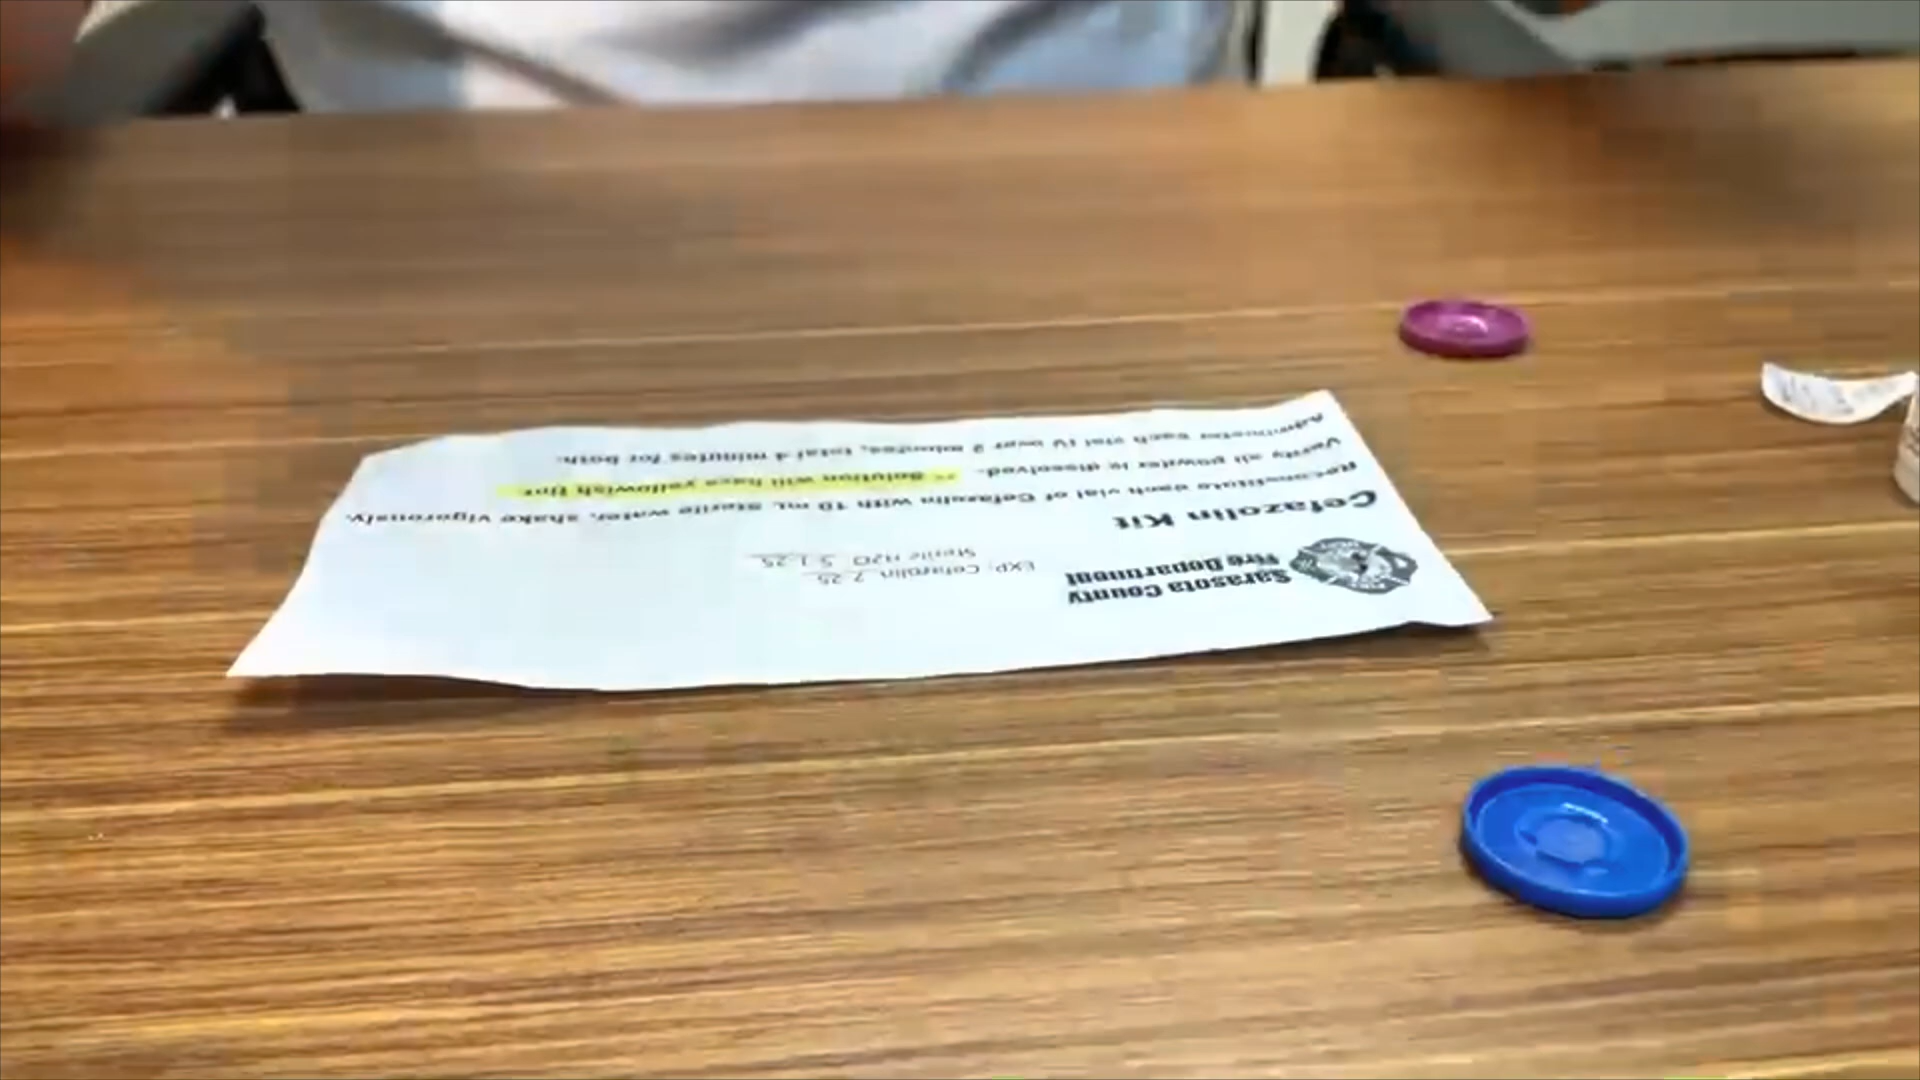 Sarasota County
Fire Department
EXP: Cefazolin 7.25
Sterile H2O 5.1.25
Cefazolin Kit
Reconstitute each vial of Cefazolin with 10 mL sterile water, shake vigorously.
Verify all powder is dissolved. ** Solution will have yellowish tint.
Administer each vial IV over 2 minutes, total 4 minutes for both.